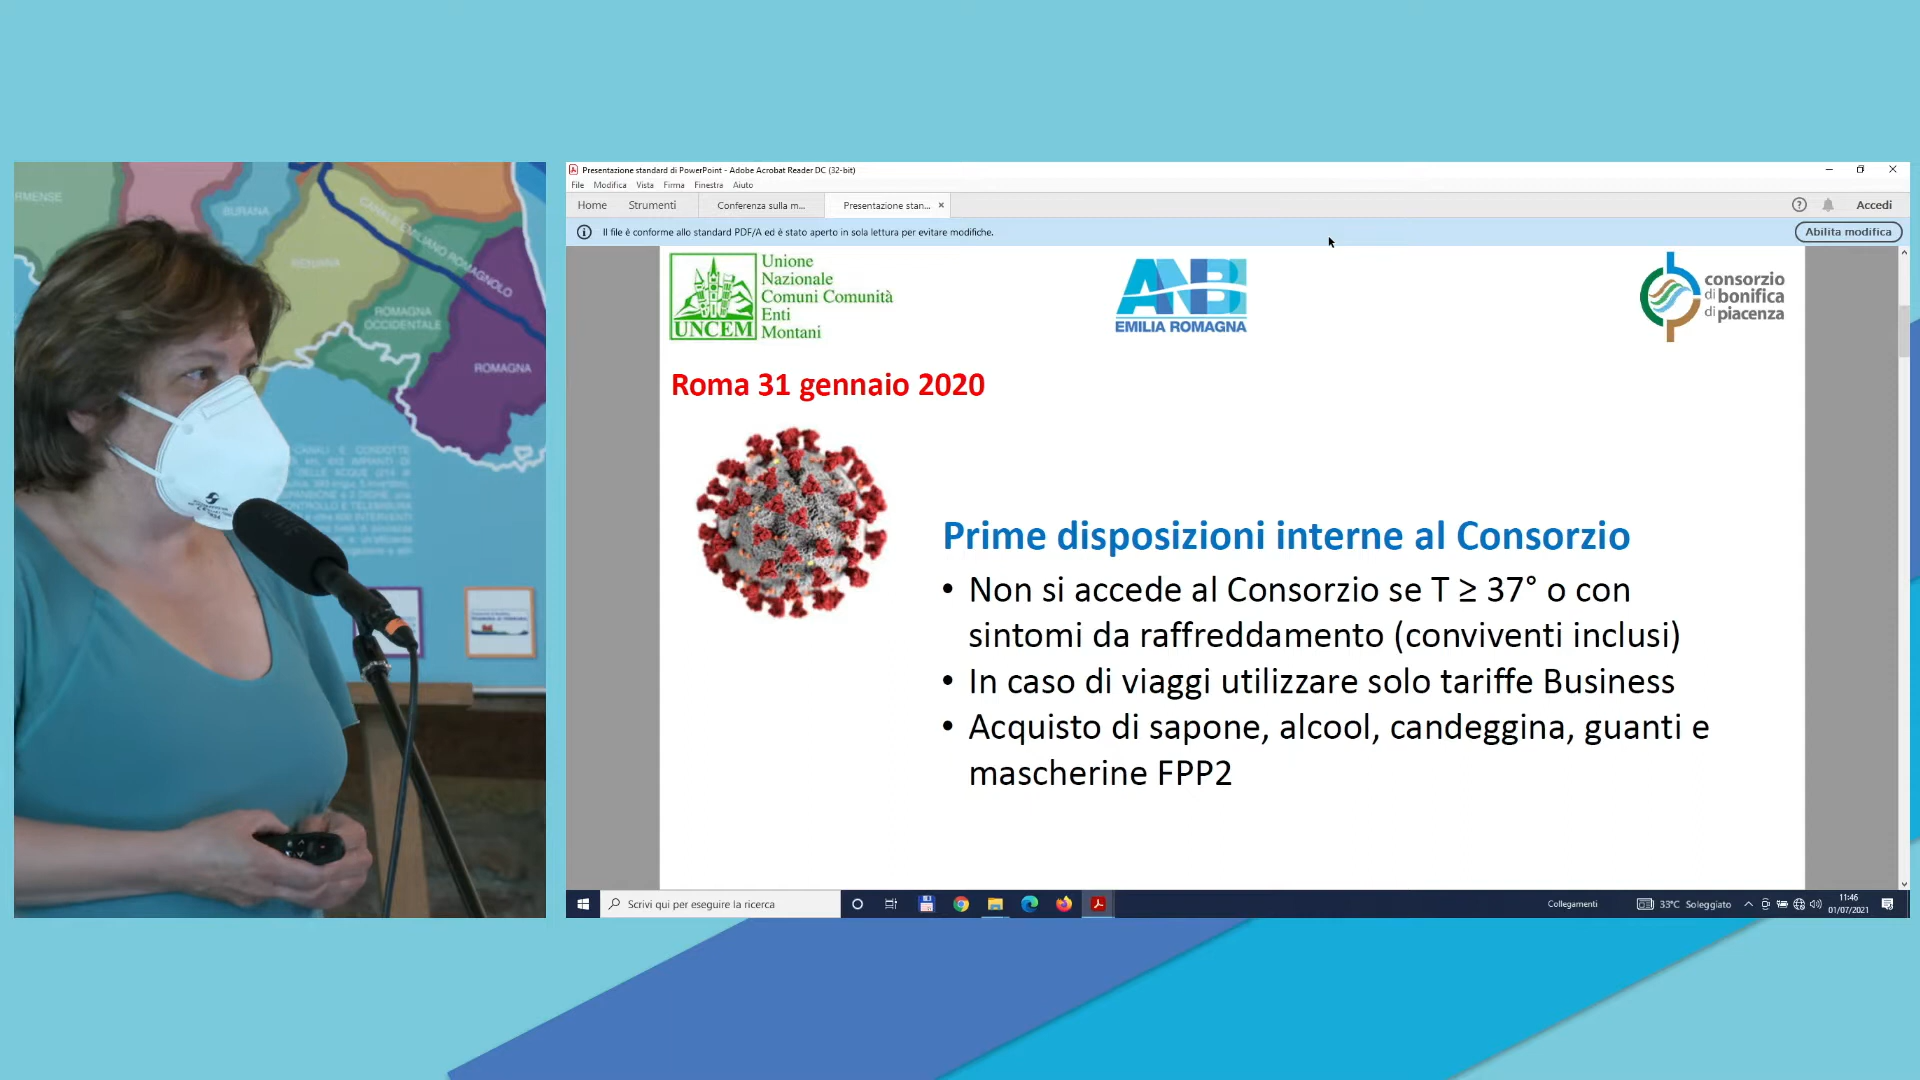 RMENSE
BURANA
RENANA
CANALE EMILIANO ROMAGNOLO
ROMAGNA
OCCIDENTALE
ROMAGNA
Presentazione standard di PowerPoint - Adobe Acrobat Reader DC (32-bit)
File Modifica Vista Firma Finestra Aiuto
Home Strumenti Conferenza sulla m... Presentazione stan... × Accedi
Il file è conforme allo standard PDF/A ed è stato aperto in sola lettura per evitare modifiche. Abilita modifica
UNCEM
Unione
Nazionale
Comuni Comunità
Enti
Montani
ANBI
EMILIA ROMAGNA
consorzio
di bonifica
di piacenza
Roma 31 gennaio 2020
Prime disposizioni interne al Consorzio
• Non si accede al Consorzio se T ≥ 37° o con
sintomi da raffreddamento (conviventi inclusi)
• In caso di viaggi utilizzare solo tariffe Business
• Acquisto di sapone, alcool, candeggina, guanti e
mascherine FPP2
Scrivi qui per eseguire la ricerca
Collegamenti
33°C Soleggiato
11:46
01/07/2021